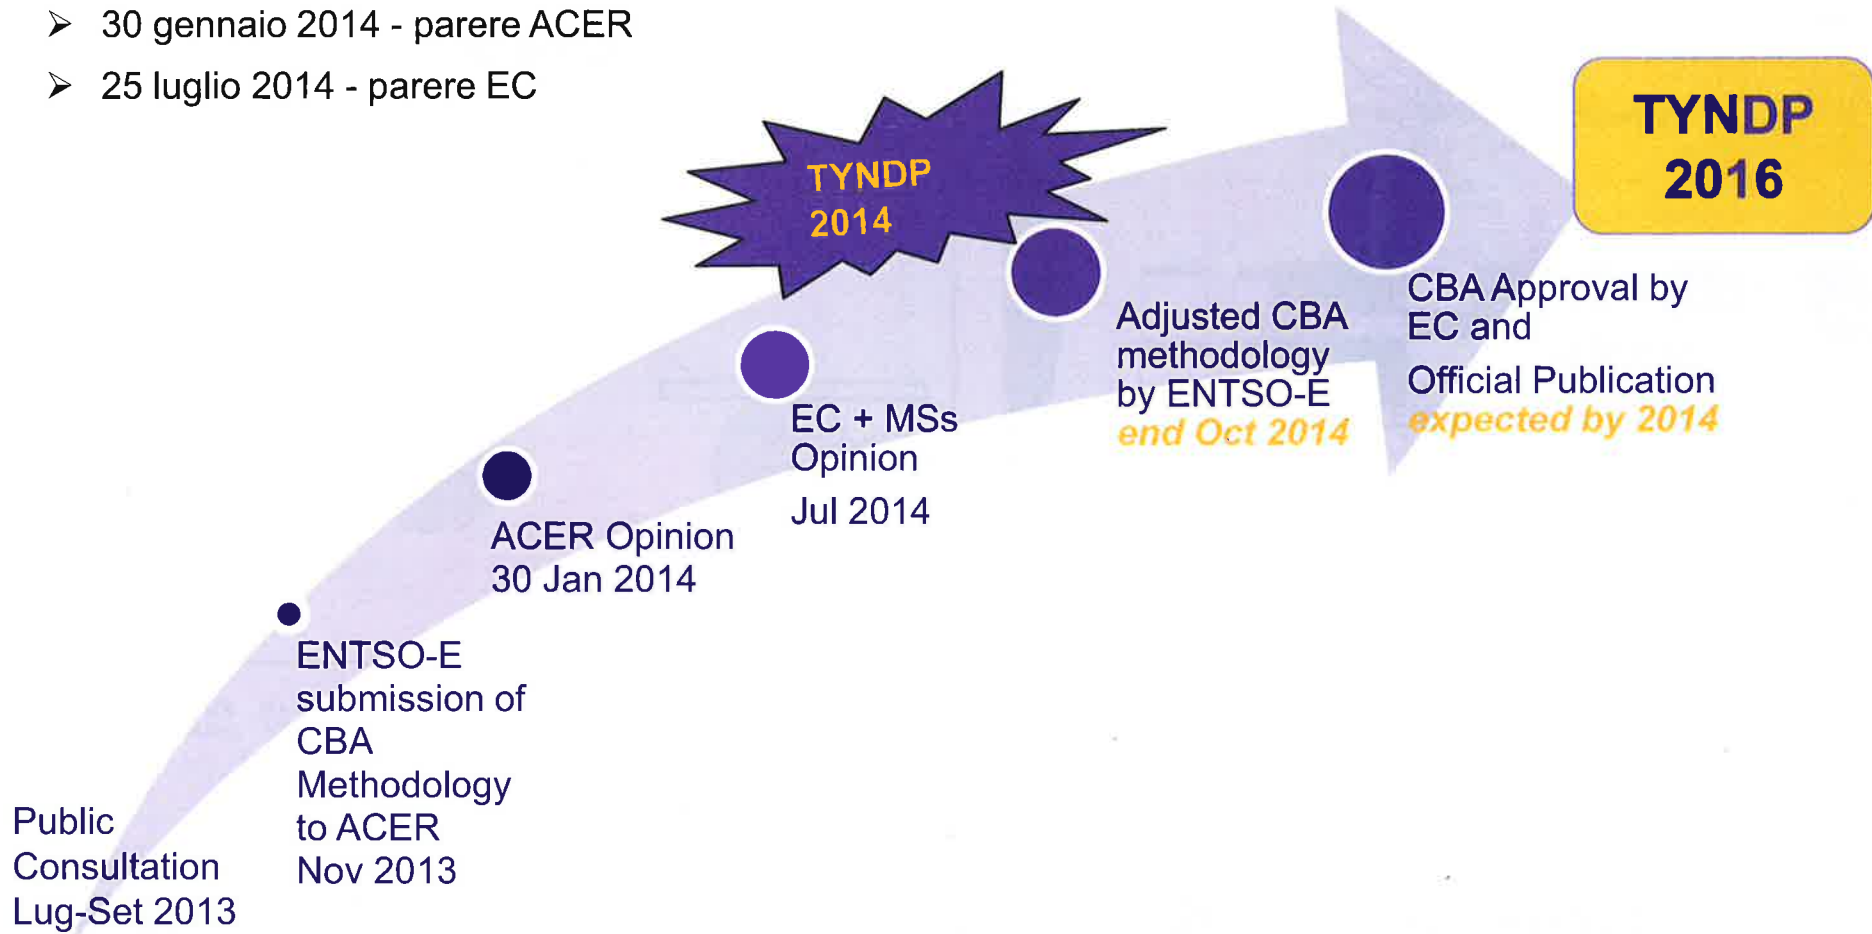 ➢ 30 gennaio 2014 - parere ACER
➢ 25 luglio 2014 - parere EC
TYNDP
2014
TYNDP
2016
CBA Approval by
EC and
Official Publication
expected by 2014
Adjusted CBA
methodology
by ENTSO-E
end Oct 2014
EC + MSs
Opinion
Jul 2014
ACER Opinion
30 Jan 2014
ENTSO-E
submission of
CBA
Methodology
to ACER
Nov 2013
Public
Consultation
Lug-Set 2013